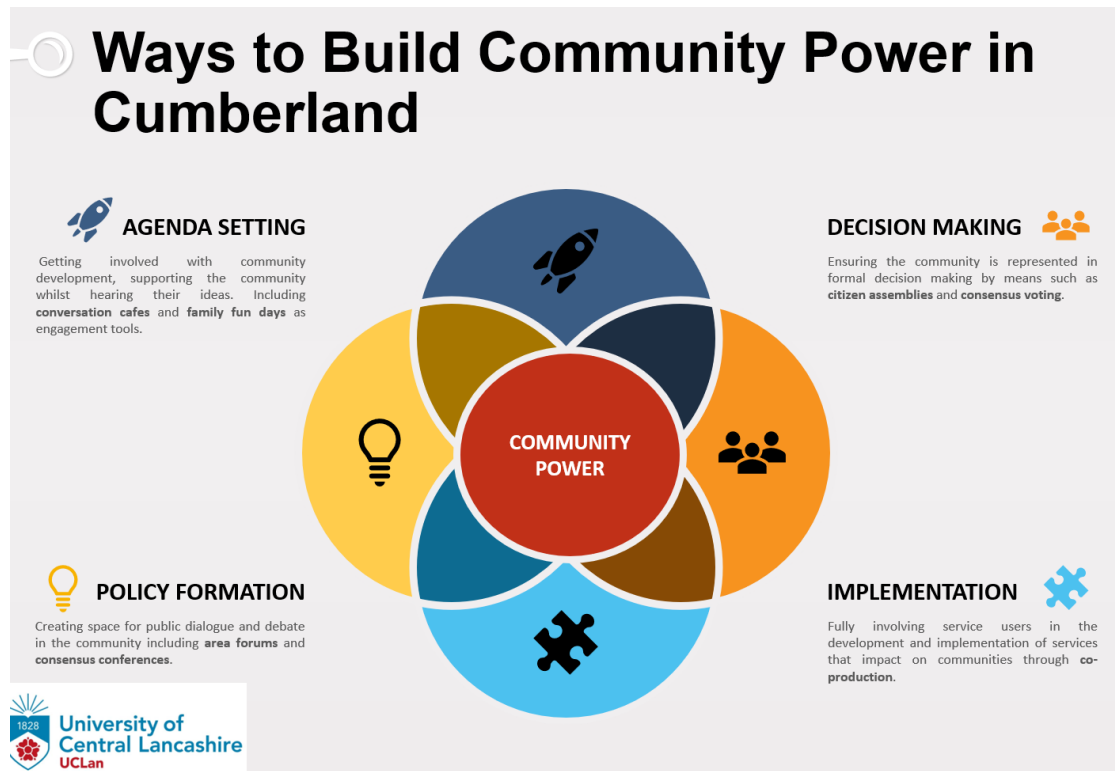 Ways to Build Community Power in
Cumberland
AGENDA SETTING
Getting involved with community
development, supporting the community
whilst hearing their ideas. Including
conversation cafes and family fun days as
engagement tools.
DECISION MAKING
Ensuring the community is represented in
formal decision making by means such as
citizen assemblies and consensus voting.
COMMUNITY
POWER
POLICY FORMATION
Creating space for public dialogue and debate
in the community including area forums and
consensus conferences.
IMPLEMENTATION
Fully involving service users in the
development and implementation of services
that impact on communities through co-
production.
1828
University of
Central Lancashire
UCLan